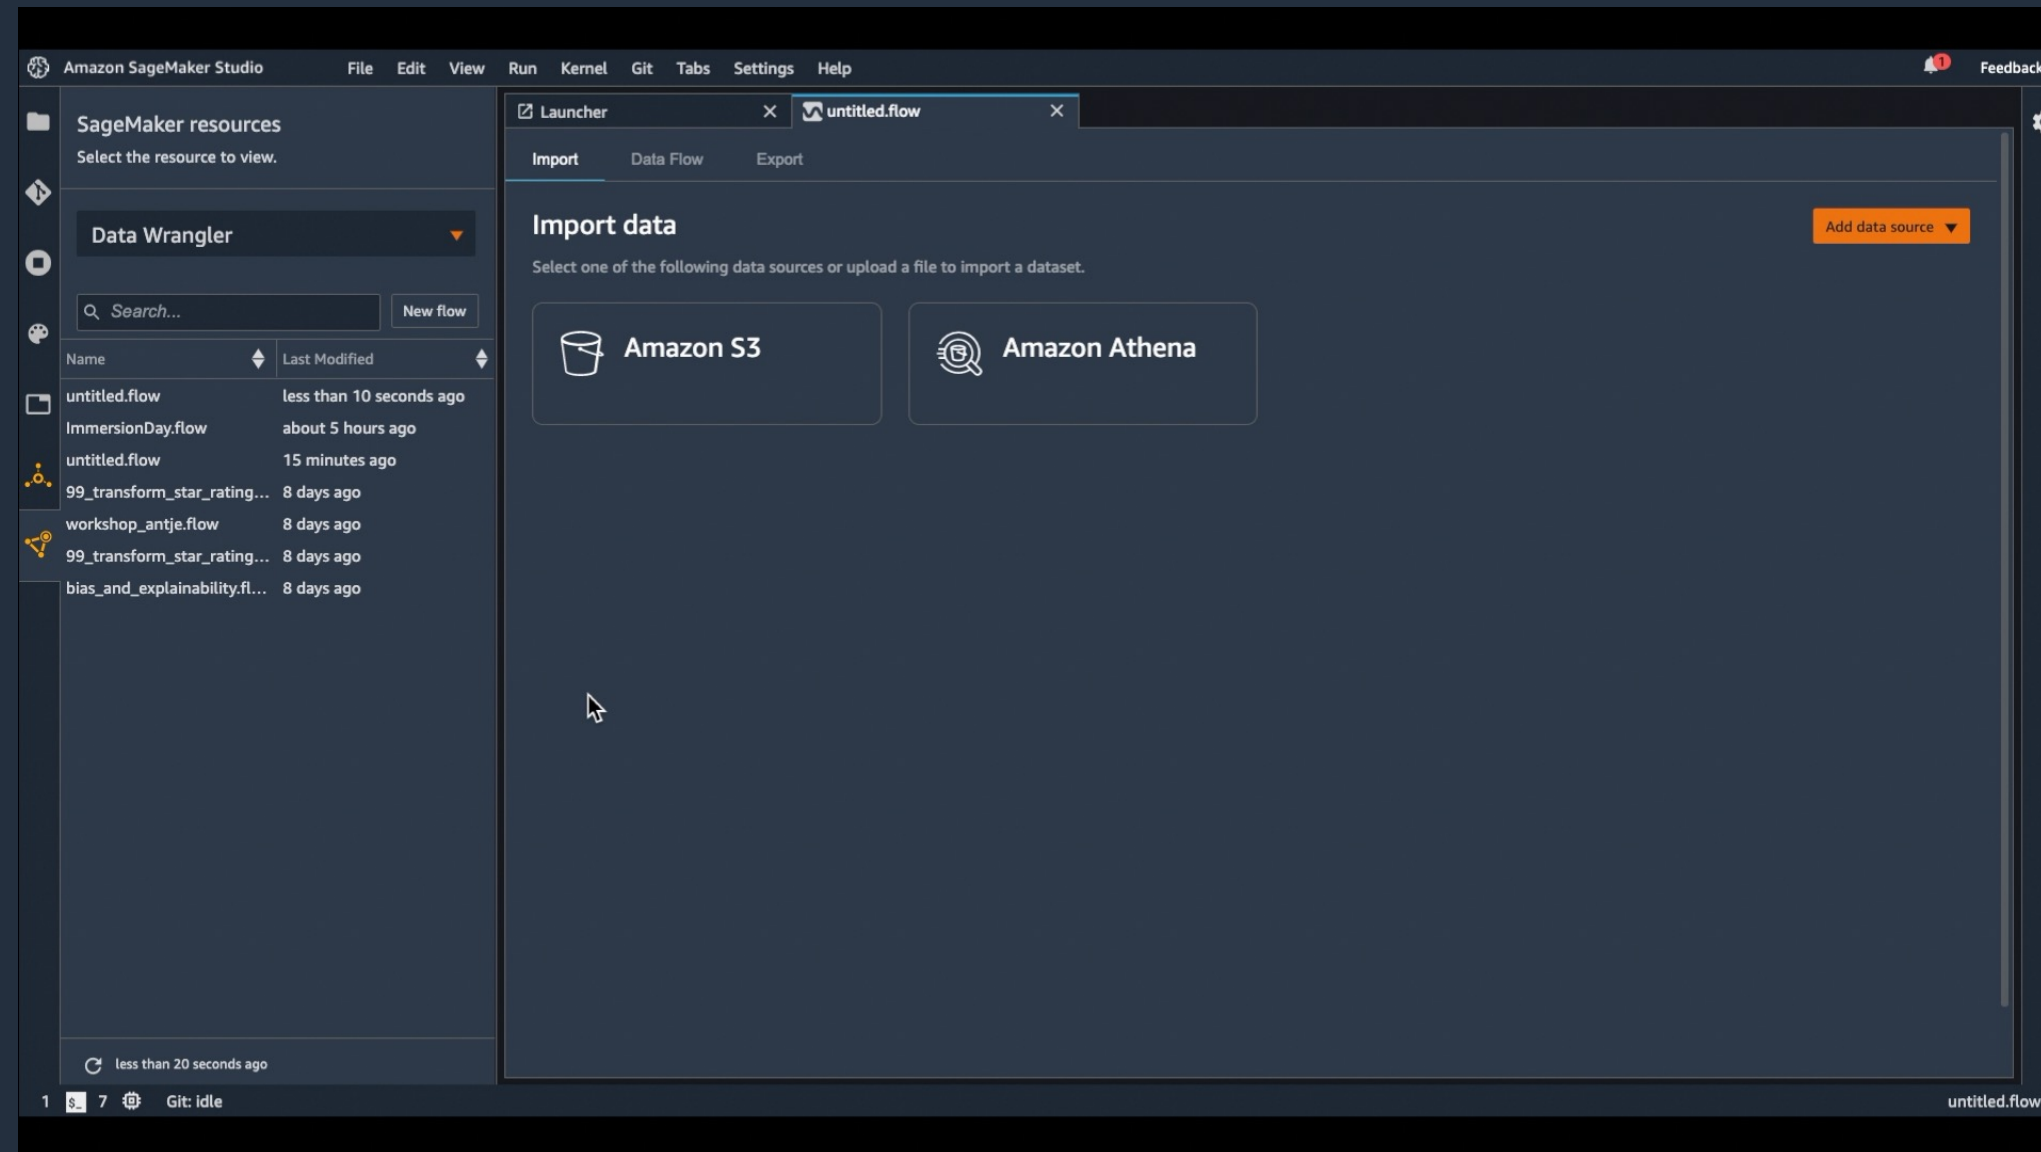 Amazon SageMaker Studio File Edit View Run Kernel Git Tabs Settings Help 1 Feedback
SageMaker resources
Select the resource to view.
Data Wrangler
Search...
New flow
Name Last Modified
untitled.flow less than 10 seconds ago
ImmersionDay.flow about 5 hours ago
untitled.flow 15 minutes ago
99_transform_star_rating... 8 days ago
workshop_antje.flow 8 days ago
99_transform_star_rating... 8 days ago
bias_and_explainability.fl... 8 days ago
less than 20 seconds ago
Launcher untitled.flow
Import Data Flow Export
Import data
Add data source
Select one of the following data sources or upload a file to import a dataset.
Amazon S3
Amazon Athena
1 $_ 7 Git: idle untitled.flow